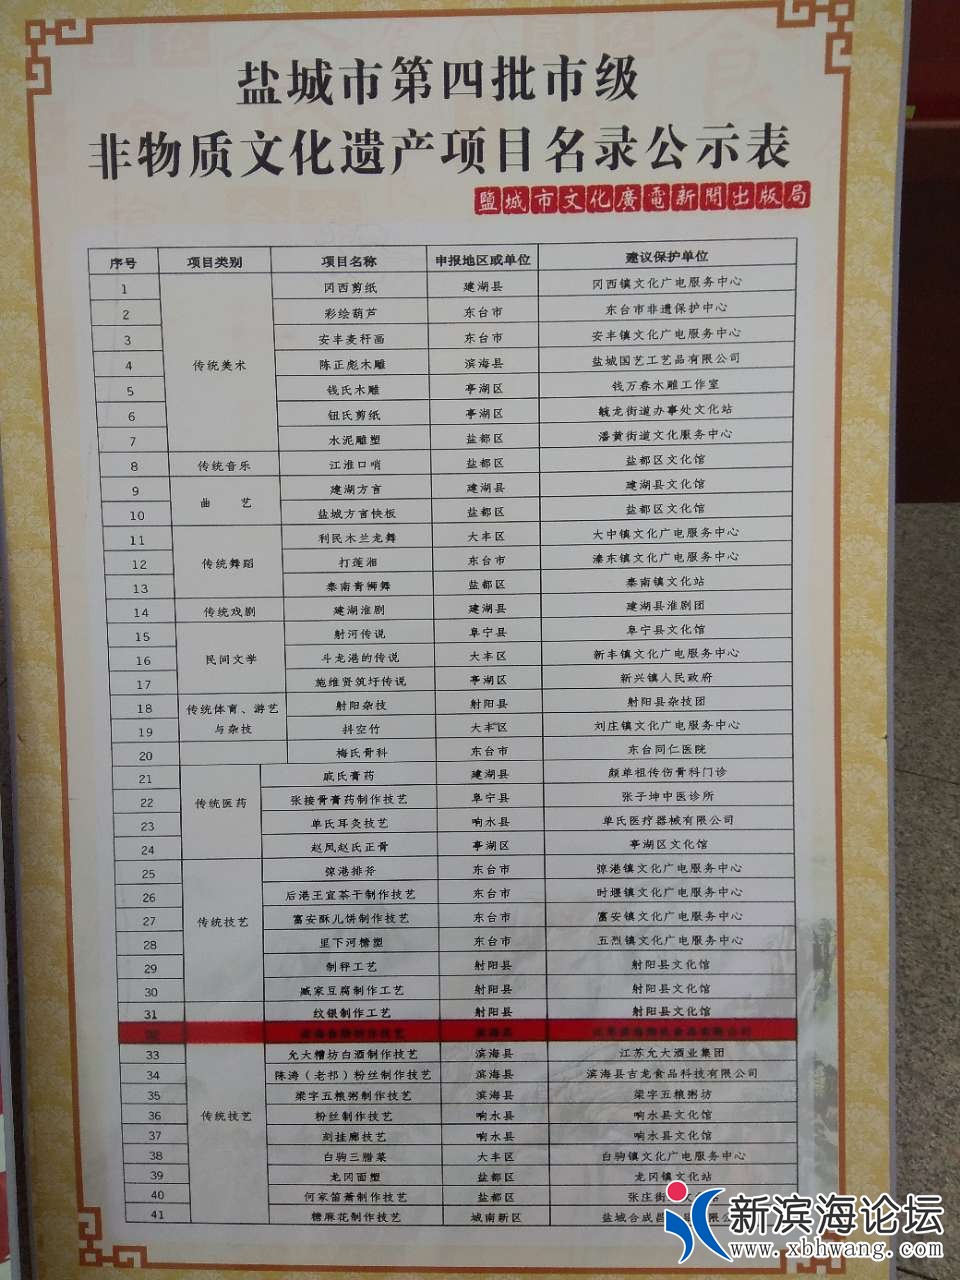 盐城市第四批市级
非物质文化遗产项目名录公示表
鹽城市文化廣電新聞出版局
序号 项目类别 项目名称 申报地区或单位 建议保护单位
1 冈西剪纸 建湖县 冈西镇文化广电服务中心
2 彩绘葫芦 东台市 东台市非遗保护中心
3 安丰麦秆画 东台市 安丰镇文化广电服务中心
4 传统美术 陈正彪木雕 滨海县 盐城国艺工艺品有限公司
5 钱氏木雕 亭湖区 钱万春木雕工作室
6 钮氏剪纸 亭湖区 毓龙街道办事处文化站
7 水泥雕塑 盐都区 潘黄街道文化服务中心
8 传统音乐 江淮口哨 盐都区 盐都区文化馆
9 曲艺 建湖方言 建湖县 建湖县文化馆
10 盐城方言快板 盐都区 盐都区文化馆
11 利民木兰龙舞 大丰区 大中镇文化广电服务中心
12 传统舞蹈 打莲湘 东台市 溱东镇文化广电服务中心
13 秦南青狮舞 盐都区 秦南镇文化站
14 传统戏剧 建湖淮剧 建湖县 建湖县淮剧团
15 射河传说 阜宁县 阜宁县文化馆
16 民间文学 斗龙港的传说 大丰区 新丰镇文化广电服务中心
17 施维贤筑圩传说 亭湖区 新兴镇人民政府
18 传统体育、游艺 射阳杂技 射阳县 射阳县杂技团
19 与杂技 抖空竹 大丰区 刘庄镇文化广电服务中心
20 梅氏骨科 东台市 东台同仁医院
21 戚氏膏药 建湖县 颜单祖传伤骨科门诊
22 传统医药 张接骨膏药制作技艺 阜宁县 张子坤中医诊所
23 单氏耳灸技艺 响水县 单氏医疗器械有限公司
24 赵凤赵氏正骨 亭湖区 亭湖区文化馆
25 弶港排斧 东台市 弶港镇文化广电服务中心
26 后港王宜茶干制作技艺 东台市 时堰镇文化广电服务中心
27 传统技艺 富安酥儿饼制作技艺 东台市 富安镇文化广电服务中心
28 里下河糖塑 东台市 五烈镇文化广电服务中心
29 制秤工艺 射阳县 射阳县文化馆
30 臧家豆腐制作工艺 射阳县 射阳县文化馆
31 纹银制作工艺 射阳县 射阳县文化馆
33 允大糟坊白酒制作技艺 滨海县 江苏允大酒业集团
34 陈涛（老祁）粉丝制作技艺 滨海县 滨海县吉龙食品科技有限公司
35 梁字五粮粥制作技艺 滨海县 梁字五粮粥坊
36 传统技艺 粉丝制作技艺 响水县 响水县文化馆
37 刻挂廊技艺 响水县 响水县文化馆
38 白驹三腊菜 大丰区 白驹镇文化广电服务中心
39 龙冈面塑 盐都区 龙冈镇文化站
40 何家笛萧制作技艺 盐都区 张庄街
41 糖麻花制作技艺 城南新区 盐城合成昌
新滨海论坛
www.xbhwang.com